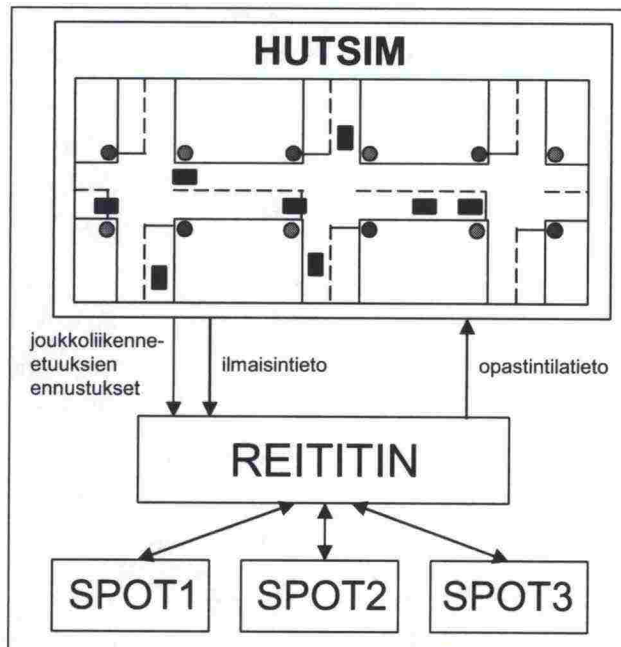 HUTSIM
joukkoliikenne-
etuuksien
ennustukset
ilmaisintieto
opastintilatieto
REITITIN
SPOT1
SPOT2
SPOT3